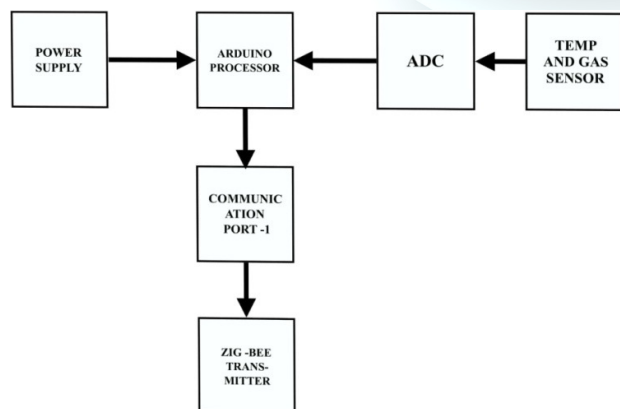 POWER
SUPPLY
ARDUINO
PROCESSOR
ADC
TEMP
AND GAS
SENSOR
COMMUNIC
ATION
PORT -1
ZIG -BEE
TRANS-
MITTER